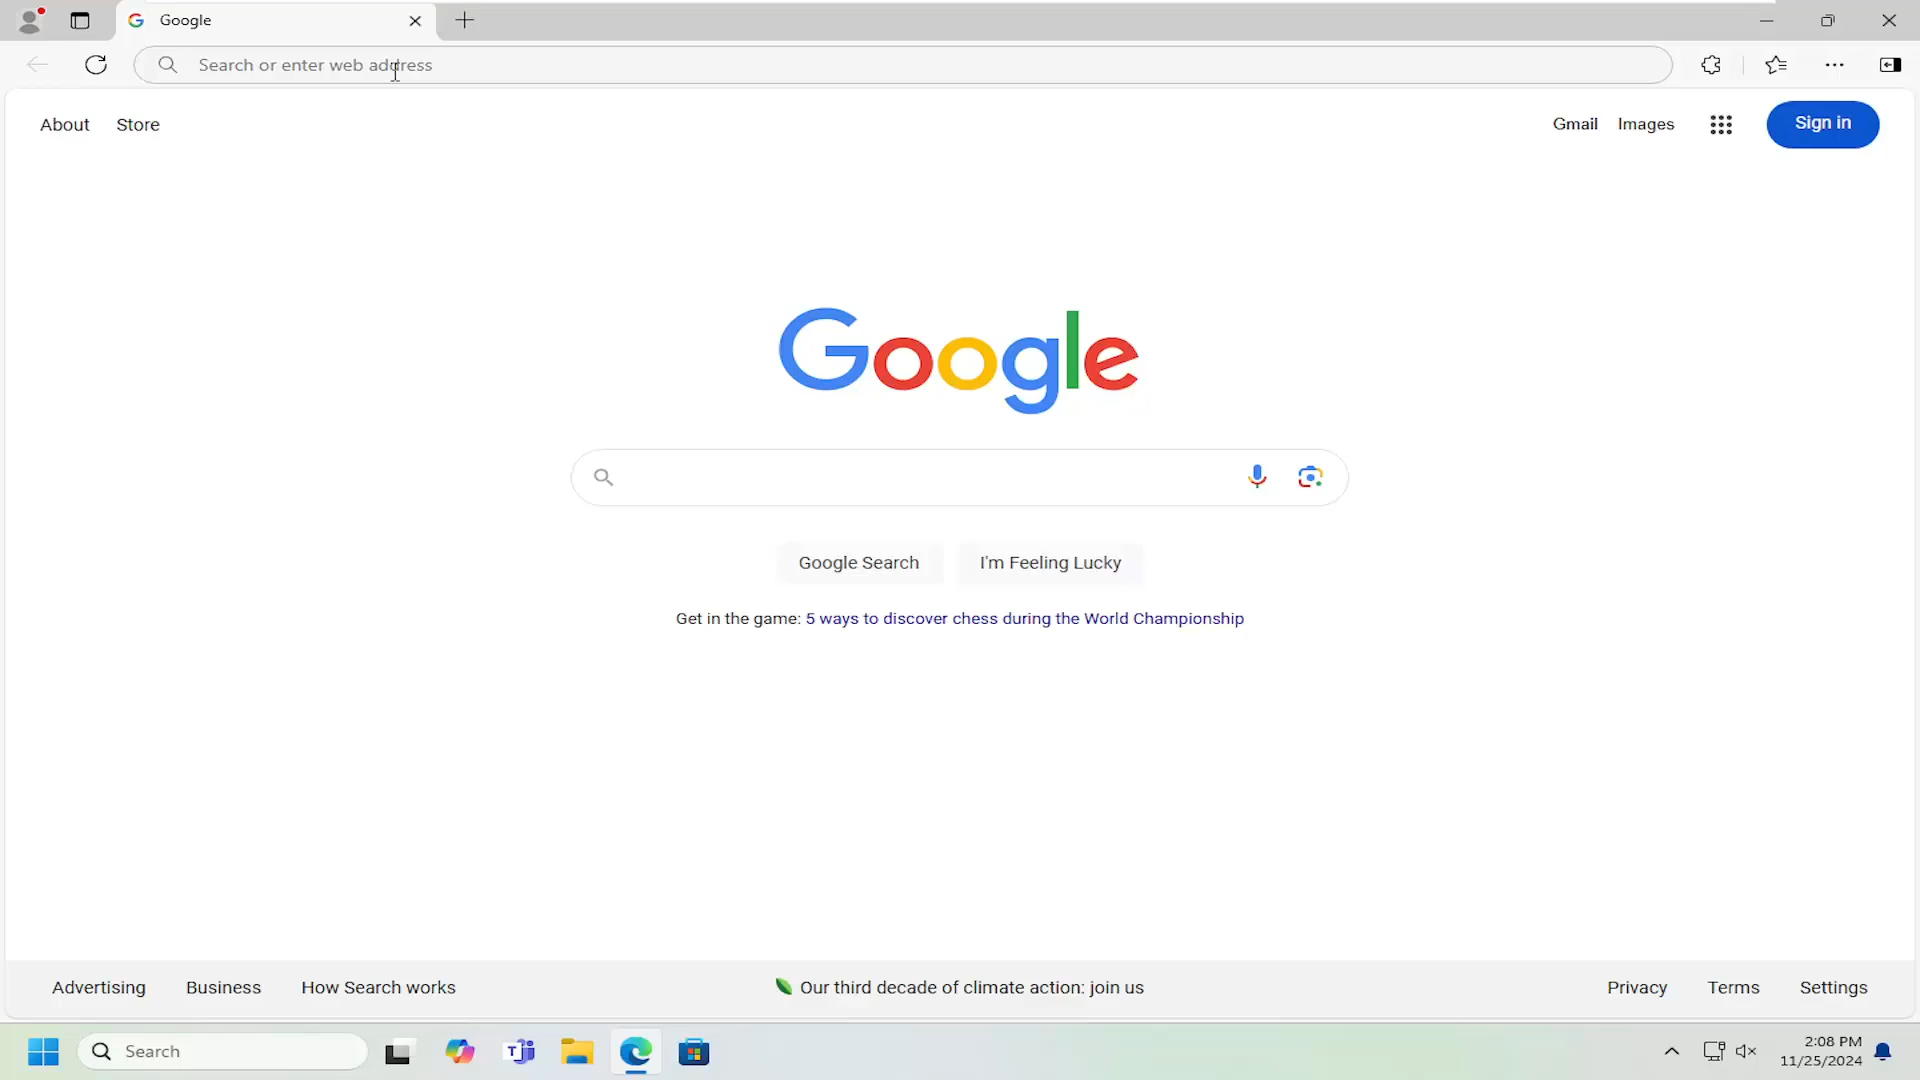 Google
Search or enter web address
About Store
Gmail Images Sign in
Google
Google Search I'm Feeling Lucky
Get in the game: 5 ways to discover chess during the World Championship
Advertising Business How Search works
Our third decade of climate action: join us
Privacy Terms Settings
Search
2:08 PM
11/25/2024